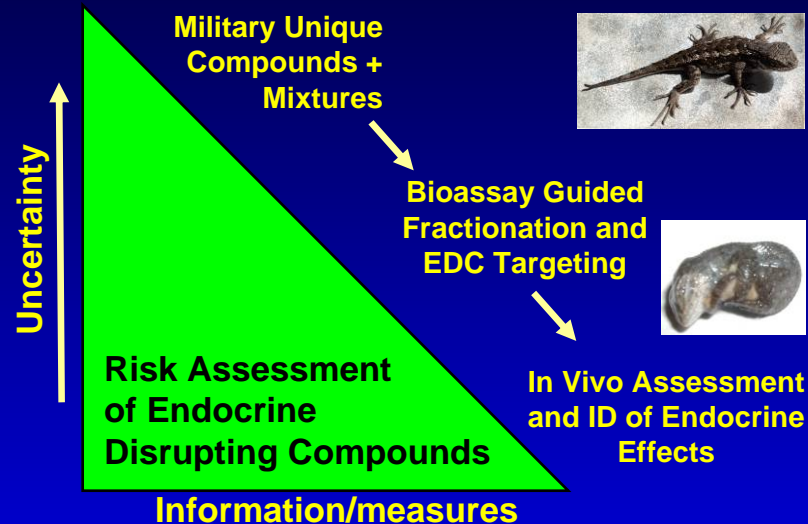 Military Unique
Compounds +
Mixtures
Uncertainty
Bioassay Guided
Fractionation and
EDC Targeting
Risk Assessment
of Endocrine
Disrupting Compounds
In Vivo Assessment
and ID of Endocrine
Effects
Information/measures